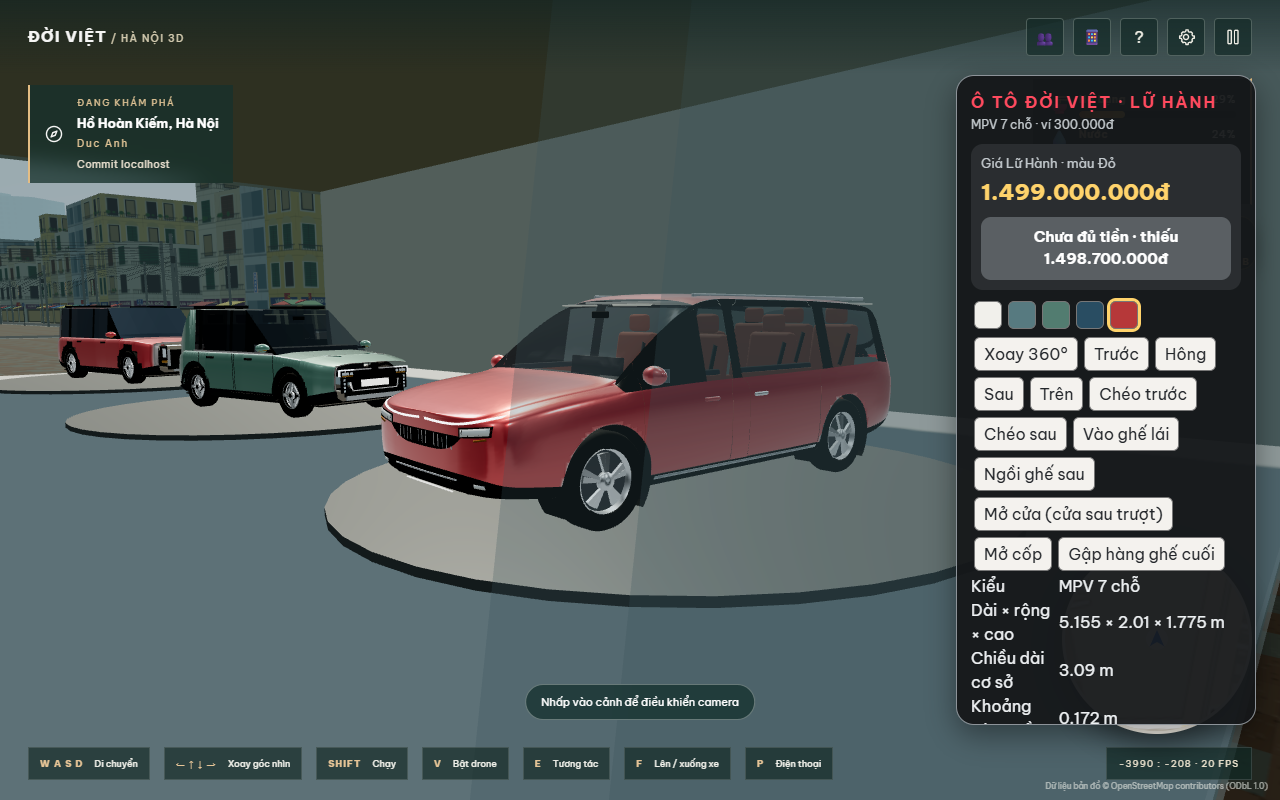 ĐỜI VIỆT / HÀ NỘI 3D
?
ĐANG KHÁM PHÁ
Hồ Hoàn Kiếm, Hà Nội
Duc Anh
Commit localhost
Ô TÔ ĐỜI VIỆT · LỮ HÀNH
MPV 7 chỗ · ví 300.000đ
24%
Giá Lữ Hành · màu Đỏ
1.499.000.000đ
Chưa đủ tiền · thiếu
1.498.700.000đ
Xoay 360° Trước Hông
Sau Trên Chéo trước
Chéo sau Vào ghế lái
Ngồi ghế sau
Mở cửa (cửa sau trượt)
Mở cốp Gập hàng ghế cuối
Kiểu MPV 7 chỗ
Dài × rộng × cao 5.155 × 2.01 × 1.775 m
Chiều dài cơ sở 3.09 m
Khoảng 0.172 m
Nhấp vào cảnh để điều khiển camera
W A S D Di chuyển
←↑↓→ Xoay góc nhìn
SHIFT Chạy
V Bật drone
E Tương tác
F Lên / xuống xe
P Điện thoại
-3990 : -208 · 20 FPS
Dữ liệu bản đồ © OpenStreetMap contributors (ODbL 1.0)